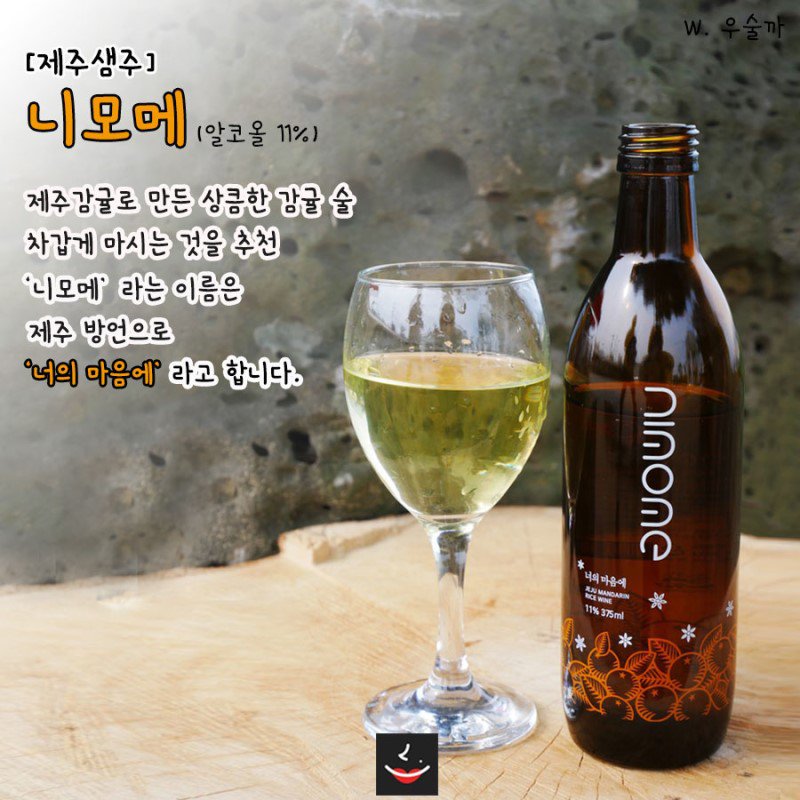 W. 우술까
[제주샘주]
니모메 (알코올 11%)
제주감귤로 만든 상큼한 감귤 술
차갑게 마시는 것을 추천
'니모메' 라는 이름은
제주 방언으로
'너의 마음에' 라고 합니다.
nimome
너의 마음에
JEJU MANDARIN
RICE WINE
11% 375ml